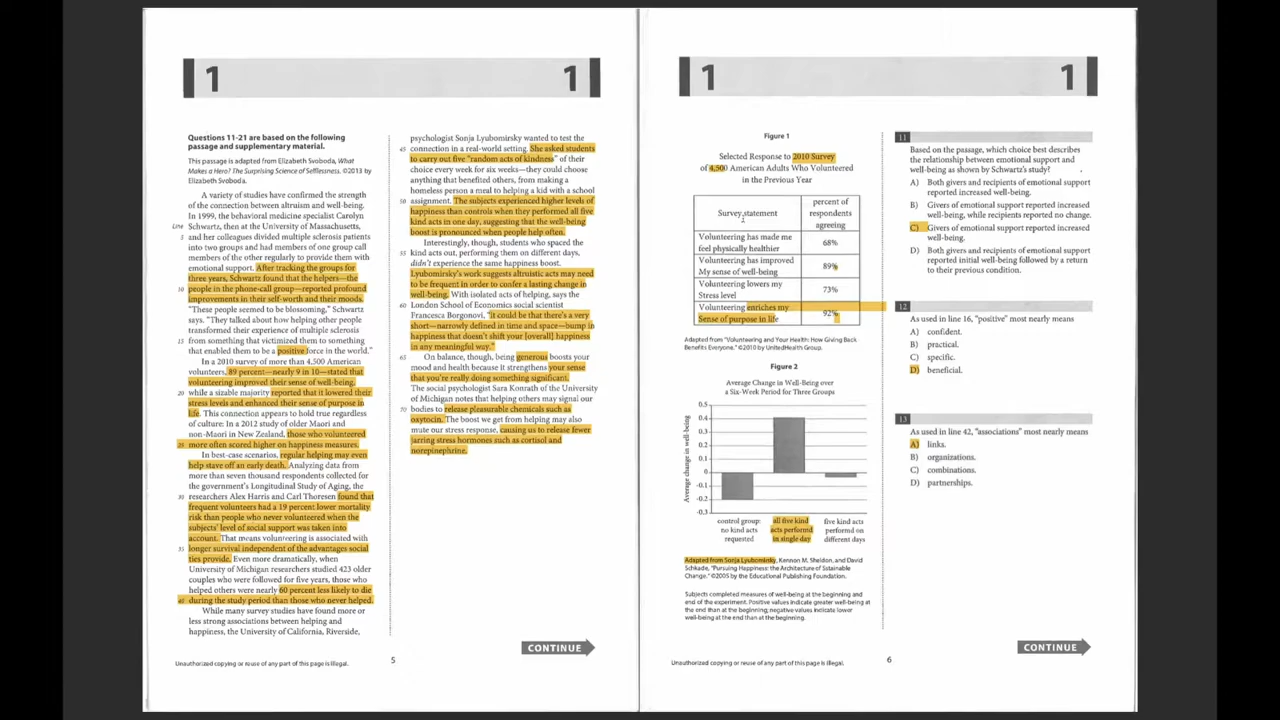 1
1
Questions 11-21 are based on the following
passage and supplementary material.
This passage is adapted from Elizabeth Svoboda, What
Makes a Hero? The Surprising Science of Selflessness. ©2013 by
Elizabeth Svoboda.
A variety of studies have confirmed the strength
of the connection between altruism and well-being.
In 1999, the behavioral medicine specialist Carolyn
Line Schwartz, then at the University of Massachusetts,
5 and her colleagues divided multiple sclerosis patients
into two groups and had members of one group call
members of the other regularly to provide them with
emotional support. After tracking the groups for
three years, Schwartz found that the helpers—the
10 people in the phone-call group—reported profound
improvements in their self-worth and their moods.
"These people seemed to be blossoming," Schwartz
says. "They talked about how helping other people
transformed their experience of multiple sclerosis
15 from something that victimized them to something
that enabled them to be a positive force in the world."
In a 2010 survey of more than 4,500 American
volunteers, 89 percent—nearly 9 in 10—stated that
volunteering improved their sense of well-being,
20 while a sizable majority reported that it lowered their
stress levels and enhanced their sense of purpose in
life. This connection appears to hold true regardless
of culture: In a 2012 study of older Maori and
non-Maori in New Zealand, those who volunteered
25 more often scored higher on happiness measures.
In best-case scenarios, regular helping may even
help stave off an early death. Analyzing data from
more than seven thousand respondents collected for
the government's Longitudinal Study of Aging, the
30 researchers Alex Harris and Carl Thoresen found that
frequent volunteers had a 19 percent lower mortality
risk than people who never volunteered when the
subjects' level of social support was taken into
account. That means volunteering is associated with
35 longer survival independent of the advantages social
ties provide. Even more dramatically, when
University of Michigan researchers studied 423 older
couples who were followed for five years, those who
helped others were nearly 60 percent less likely to die
40 during the study period than those who never helped.
While many survey studies have found more or
less strong associations between helping and
happiness, the University of California, Riverside,
psychologist Sonja Lyubomirsky wanted to test the
45 connection in a real-world setting. She asked students
to carry out five "random acts of kindness" of their
choice every week for six weeks—they could choose
anything that benefited others, from making a
homeless person a meal to helping a kid with a school
50 assignment. The subjects experienced higher levels of
happiness than controls when they performed all five
kind acts in one day, suggesting that the well-being
boost is pronounced when people help often.
Interestingly, though, students who spaced the
55 kind acts out, performing them on different days,
didn't experience the same happiness boost.
Lyubomirsky's work suggests altruistic acts may need
to be frequent in order to confer a lasting change in
well-being. With isolated acts of helping, says the
60 London School of Economics social scientist
Francesca Borgonovi, "it could be that there's a very
short—narrowly defined in time and space—bump in
happiness that doesn't shift your [overall] happiness
in any meaningful way."
65 On balance, though, being generous boosts your
mood and health because it strengthens your sense
that you're really doing something significant.
The social psychologist Sara Konrath of the University
of Michigan notes that helping others may signal our
70 bodies to release pleasurable chemicals such as
oxytocin. The boost we get from helping may also
mute our stress response, causing us to release fewer
jarring stress hormones such as cortisol and
norepinephrine.
CONTINUE
Unauthorized copying or reuse of any part of this page is illegal.
5
1
1
Figure 1
Selected Response to 2010 Survey
of 4,500 American Adults Who Volunteered
in the Previous Year
Survey statement
percent of
respondents
agreeing
Volunteering has made me
feel physically healthier
68%
Volunteering has improved
My sense of well-being
89%
Volunteering lowers my
Stress level
73%
Volunteering enriches my
Sense of purpose in life
92%
Adapted from "Volunteering and Your Health: How Giving Back
Benefits Everyone." ©2010 by UnitedHealth Group.
Figure 2
Average Change in Well-Being over
a Six-Week Period for Three Groups
Average change in well-being
0.5
0.4
0.3
0.2
0.1
0
-0.1
-0.2
-0.3
control group:
no kind acts
requested
all five kind
acts performd
in single day
five kind acts
performd on
different days
Adapted from Sonja Lyubominsky, Kennon M. Sheldon, and David
Schkade, "Pursuing Happiness: the Architecture of Sutainable
Change." ©2005 by the Educational Publishing Foundation.
Subjects completed measures of well-being at the beginning and
end of the experiment. Positive values indicate greater well-being at
the end than at the beginning; negative values indicate lower
well-being at the end than at the beginning.
11
Based on the passage, which choice best describes
the relationship between emotional support and
well-being as shown by Schwartz's study?
A) Both givers and recipients of emotional support
reported increased well-being.
B) Givers of emotional support reported increased
well-being, while recipients reported no change.
C) Givers of emotional support reported increased
well-being.
D) Both givers and recipients of emotional support
reported initial well-being followed by a return
to their previous condition.
12
As used in line 16, "positive" most nearly means
A) confident.
B) practical.
C) specific.
D) beneficial.
13
As used in line 42, "associations" most nearly means
A) links.
B) organizations.
C) combinations.
D) partnerships.
CONTINUE
Unauthorized copying or reuse of any part of this page is illegal.
6